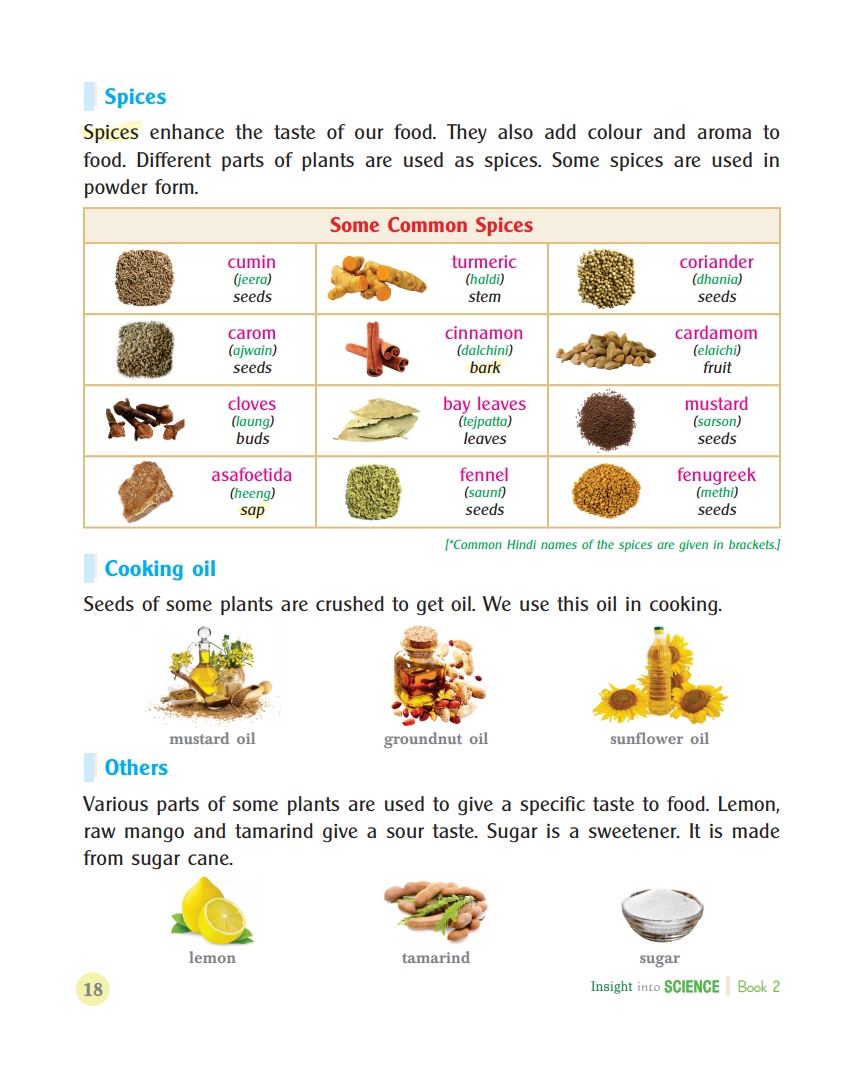 Spices
Spices enhance the taste of our food. They also add colour and aroma to
food. Different parts of plants are used as spices. Some spices are used in
powder form.
Some Common Spices
cumin
(jeera)
seeds
turmeric
(haldi)
stem
coriander
(dhania)
seeds
carom
(ajwain)
seeds
cinnamon
(dalchini)
bark
cardamom
(elaichi)
fruit
cloves
(laung)
buds
bay leaves
(tejpatta)
leaves
mustard
(sarson)
seeds
asafoetida
(heeng)
sap
fennel
(saunf)
seeds
fenugreek
(methi)
seeds
[*Common Hindi names of the spices are given in brackets.]
Cooking oil
Seeds of some plants are crushed to get oil. We use this oil in cooking.
mustard oil
groundnut oil
sunflower oil
Others
Various parts of some plants are used to give a specific taste to food. Lemon,
raw mango and tamarind give a sour taste. Sugar is a sweetener. It is made
from sugar cane.
lemon
tamarind
sugar
18
Insight into SCIENCE Book 2